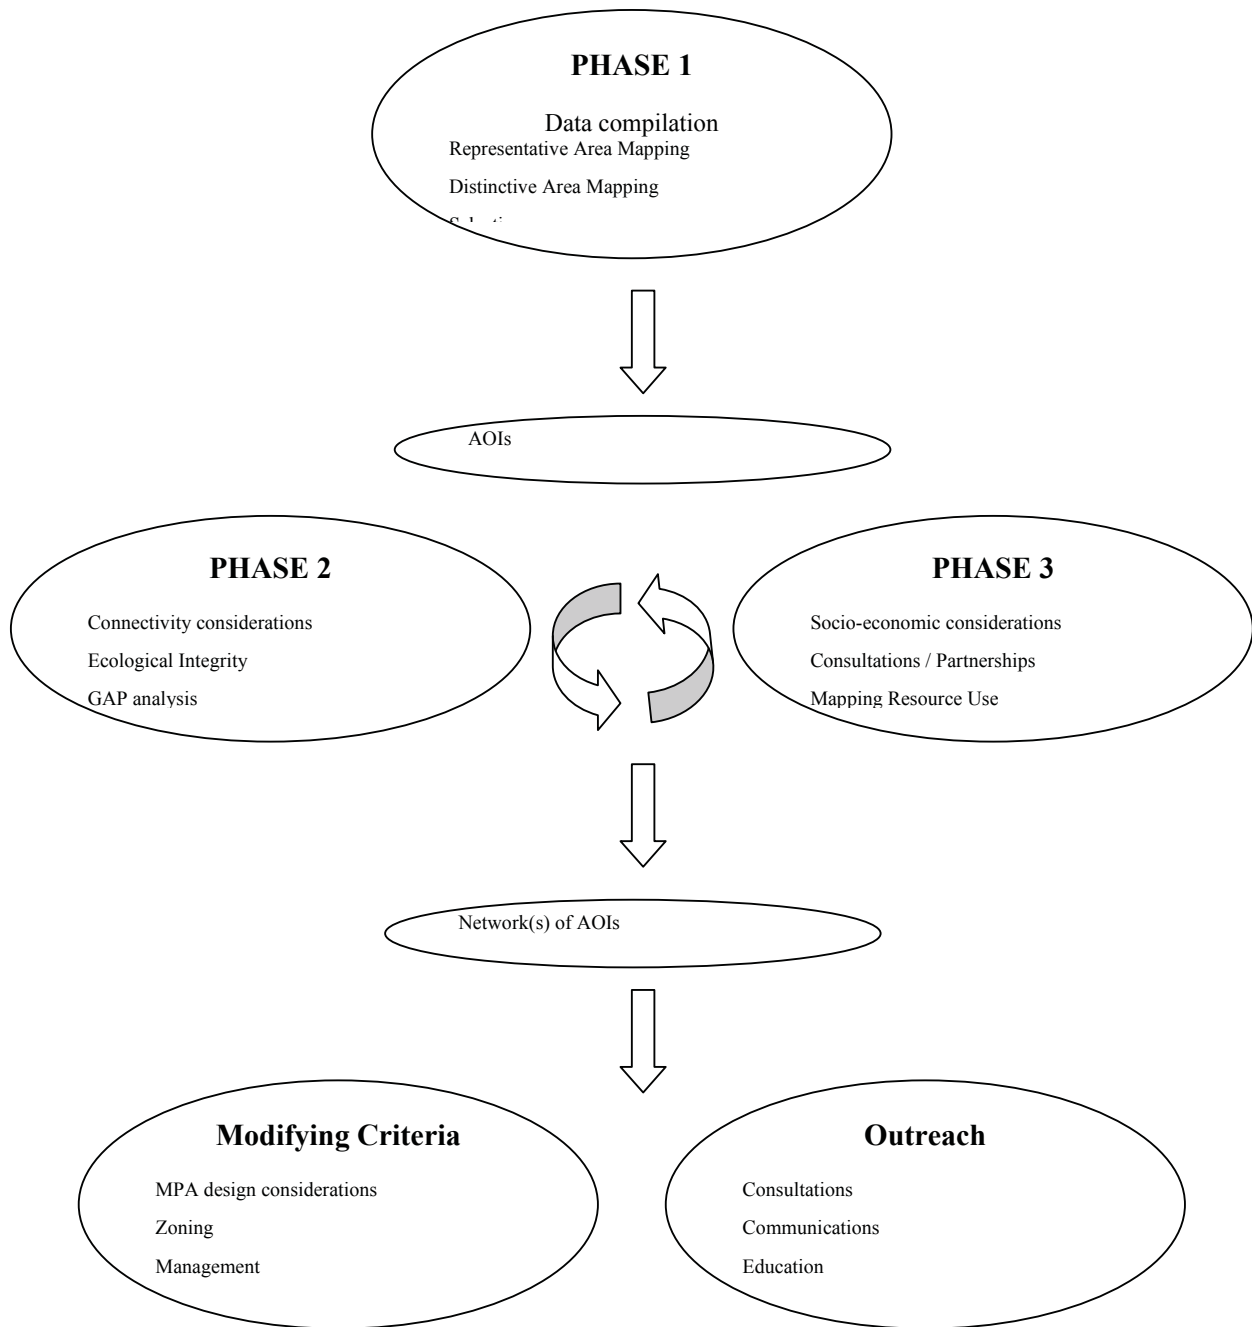 PHASE 1
Data compilation
Representative Area Mapping
Distinctive Area Mapping
AOIs
PHASE 2
Connectivity considerations
Ecological Integrity
GAP analysis
PHASE 3
Socio-economic considerations
Consultations / Partnerships
Mapping Resource Use
Network(s) of AOIs
Modifying Criteria
MPA design considerations
Zoning
Management
Outreach
Consultations
Communications
Education